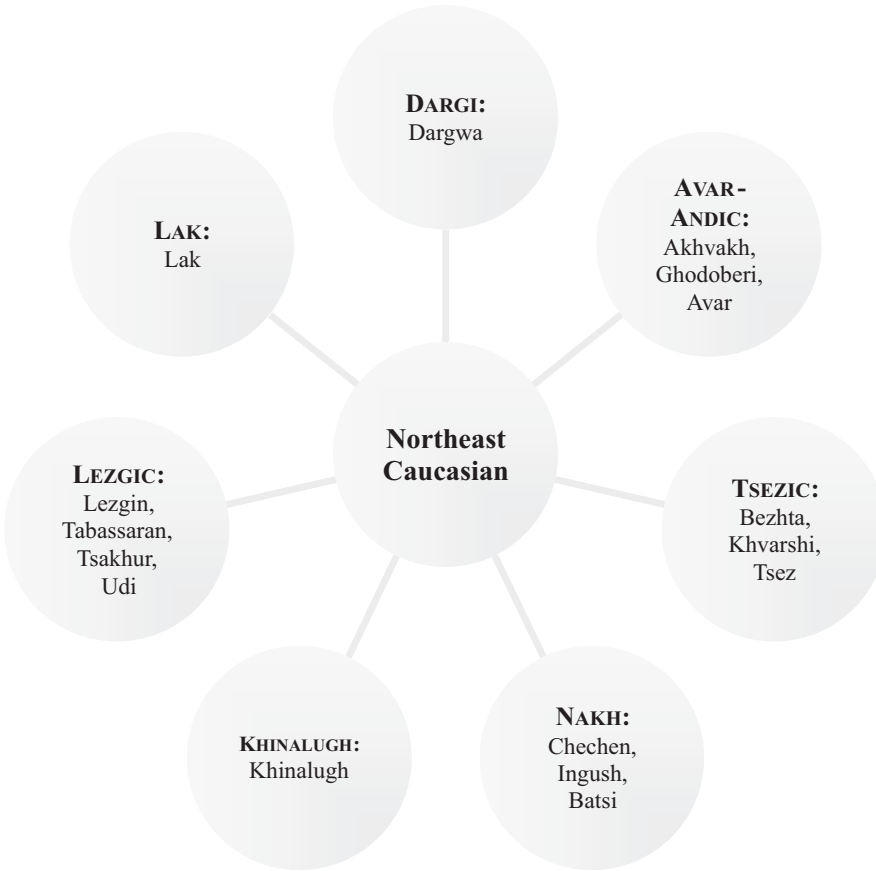 DARGI:
Dargwa
AVAR-
ANDIC:
Akhvakh,
Ghodoberi,
Avar
LAK:
Lak
Northeast
Caucasian
LEZGIC:
Lezgin,
Tabassaran,
Tsakhur,
Udi
TSEZIC:
Bezhta,
Khvarshi,
Tsez
KHINALUGH:
Khinalugh
NAKH:
Chechen,
Ingush,
Batsi